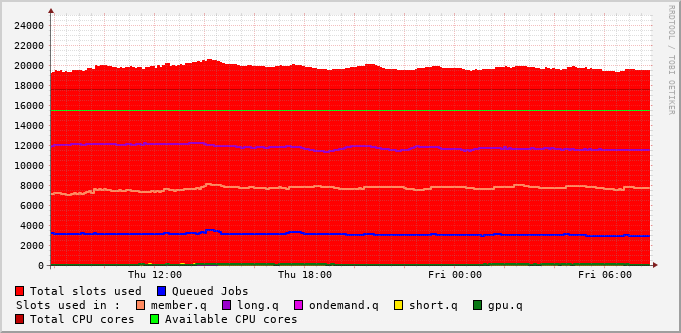 24000
22000
20000
18000
16000
14000
12000
10000
8000
6000
4000
2000
0
Thu 12:00 Thu 18:00 Fri 00:00 Fri 06:00
Total slots used Queued Jobs
Slots used in : member.q long.q ondemand.q short.q gpu.q
Total CPU cores Available CPU cores
RRDTOOL / TOBI OETIKER